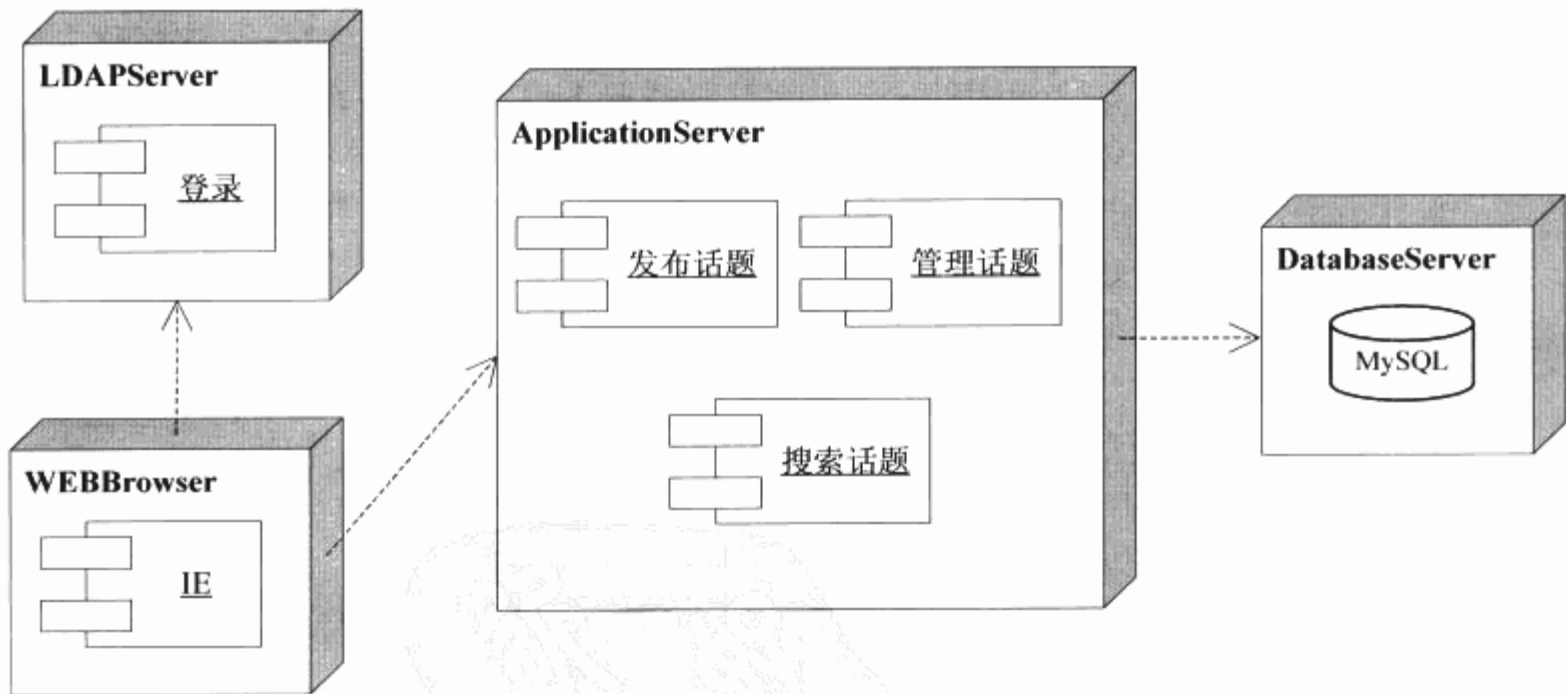 LDAPServer
登录
ApplicationServer
发布话题
管理话题
搜索话题
DatabaseServer
MySQL
WEBBrowser
IE